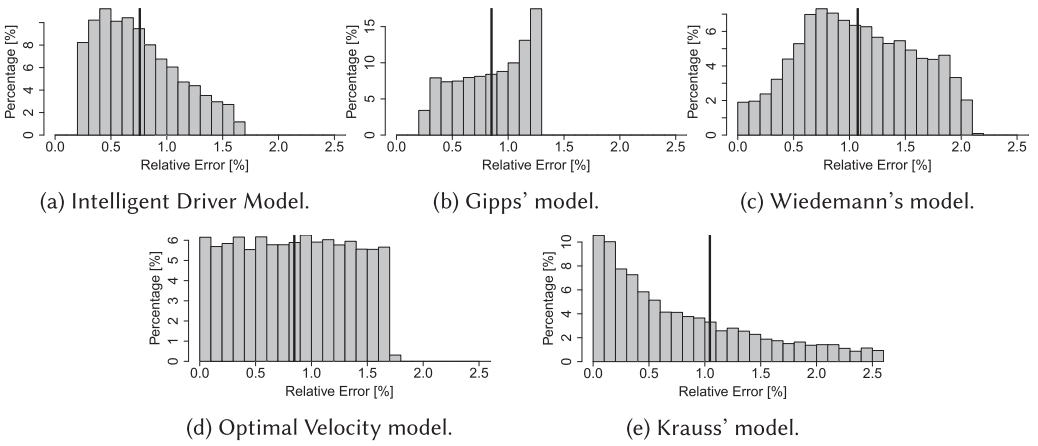 Percentage [%]
0 2 4 6 8
0.0 0.5 1.0 1.5 2.0 2.5
Relative Error [%]
(a) Intelligent Driver Model.
Percentage [%]
0 5 10 15
0.0 0.5 1.0 1.5 2.0 2.5
Relative Error [%]
(b) Gipps’ model.
Percentage [%]
0 2 4 6
0.0 0.5 1.0 1.5 2.0 2.5
Relative Error [%]
(c) Wiedemann’s model.
Percentage [%]
0 1 2 3 4 5 6
0.0 0.5 1.0 1.5 2.0 2.5
Relative Error [%]
(d) Optimal Velocity model.
Percentage [%]
0 2 4 6 8 10
0.0 0.5 1.0 1.5 2.0 2.5
Relative Error [%]
(e) Krauss’ model.